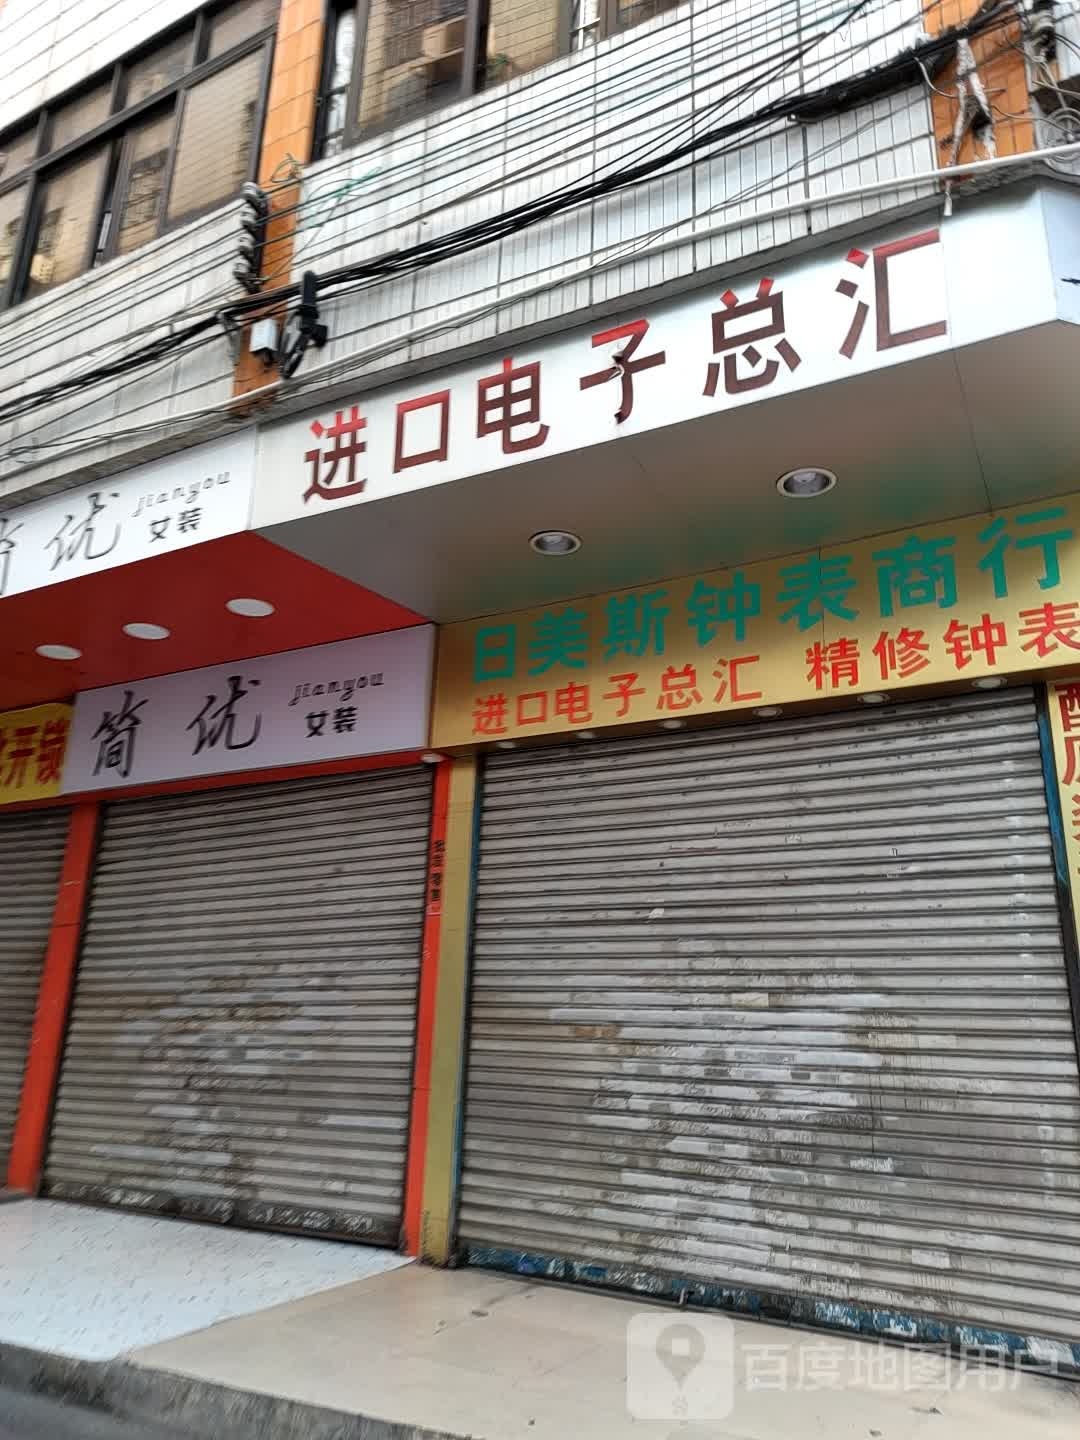 进口电子总汇
简优 jianyou 女装
日美斯钟表商行
进口电子总汇 精修钟表
简优 jianyou 女装
开锁
百度地图用户